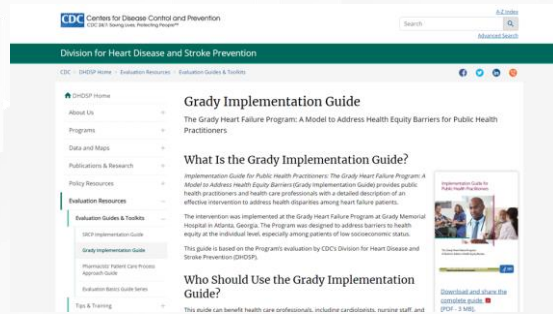 A-Z Index
CDC Centers for Disease Control and Prevention
CDC 24/7: Saving Lives, Protecting People™
Search
Advanced Search
Division for Heart Disease and Stroke Prevention
CDC › DHDSP Home › Evaluation Resources › Evaluation Guides & Toolkits
DHDSP Home
About Us
Programs
Data and Maps
Publications & Research
Policy Resources
Evaluation Resources
Evaluation Guides & Toolkits
Grady Implementation Guide
Pharmacists' Patient Care Process
Approach Guide
Evaluation Basics Guide Series
Tips & Training
Grady Implementation Guide
The Grady Heart Failure Program: A Model to Address Health Equity Barriers for Public Health
Practitioners
What Is the Grady Implementation Guide?
Implementation Guide for Public Health Practitioners: The Grady Heart Failure Program: A
Model to Address Health Equity Barriers (Grady Implementation Guide) provides public
health practitioners and health care professionals with a detailed description of an
effective intervention to address health disparities among heart failure patients.
The intervention was implemented at the Grady Heart Failure Program at Grady Memorial
Hospital in Atlanta, Georgia. The Program was designed to address barriers to health
equity at the individual level, especially among patients of low socioeconomic status.
This guide is based on the Program's evaluation by CDC's Division for Heart Disease and
Stroke Prevention (DHDSP).
Who Should Use the Grady Implementation
Guide?
This guide can benefit health care professionals, including cardiologists, nursing staff, and
Implementation Guide for
Public Health Practitioners
Download and share the
complete guide
[PDF - 3 MB].